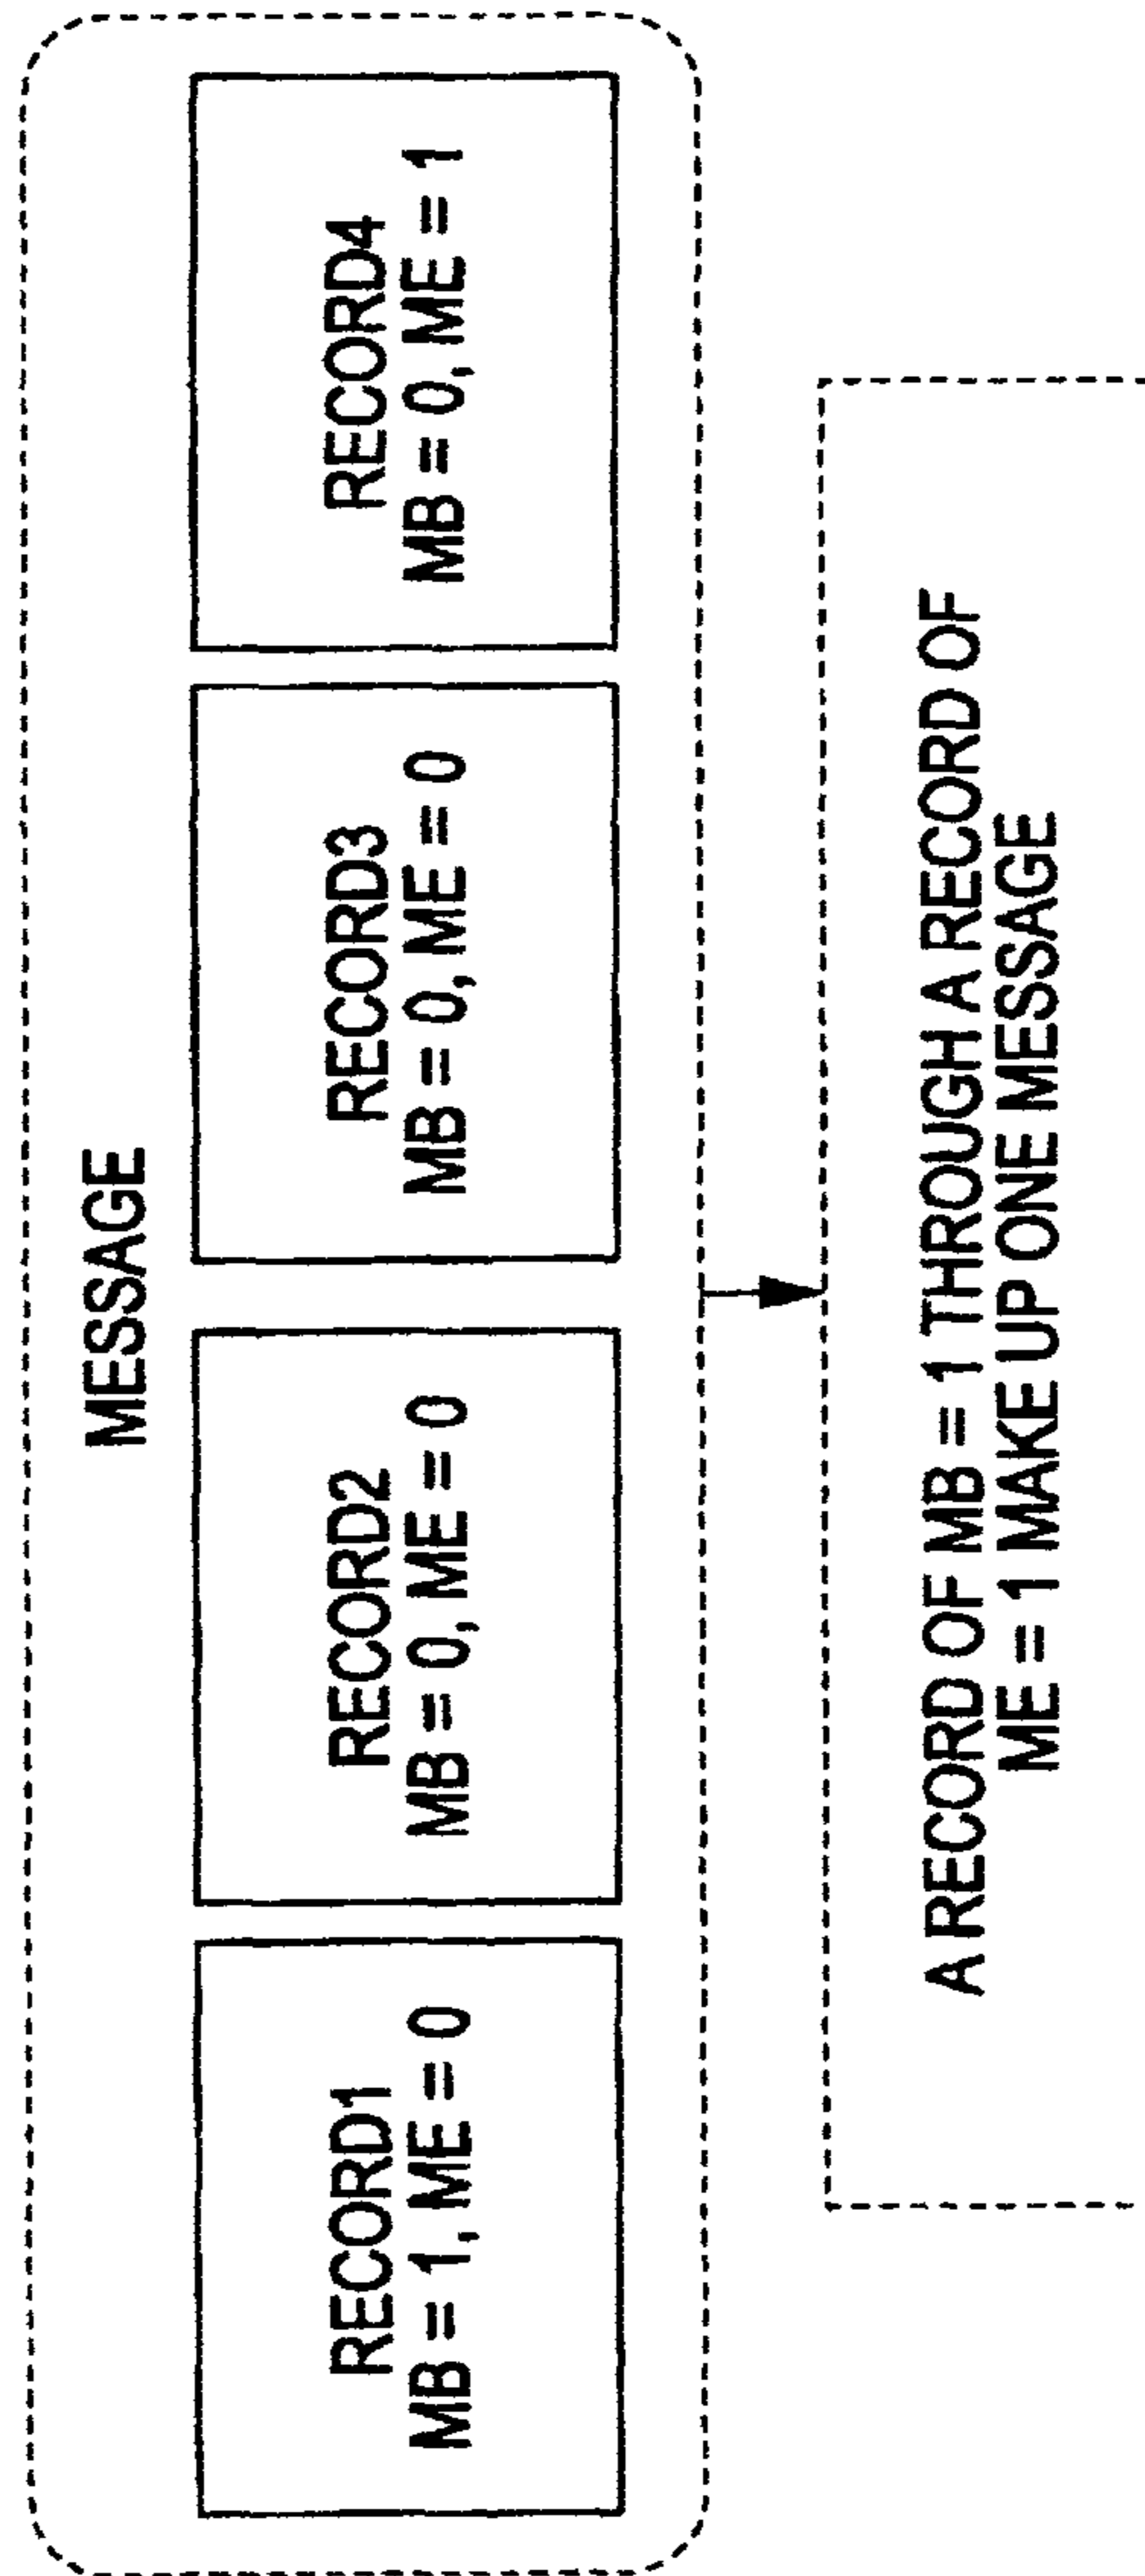 MESSAGE
RECORD1
MB = 1, ME = 0
RECORD2
MB = 0, ME = 0
RECORD3
MB = 0, ME = 0
RECORD4
MB = 0, ME = 1
A RECORD OF MB = 1 THROUGH A RECORD OF
ME = 1 MAKE UP ONE MESSAGE